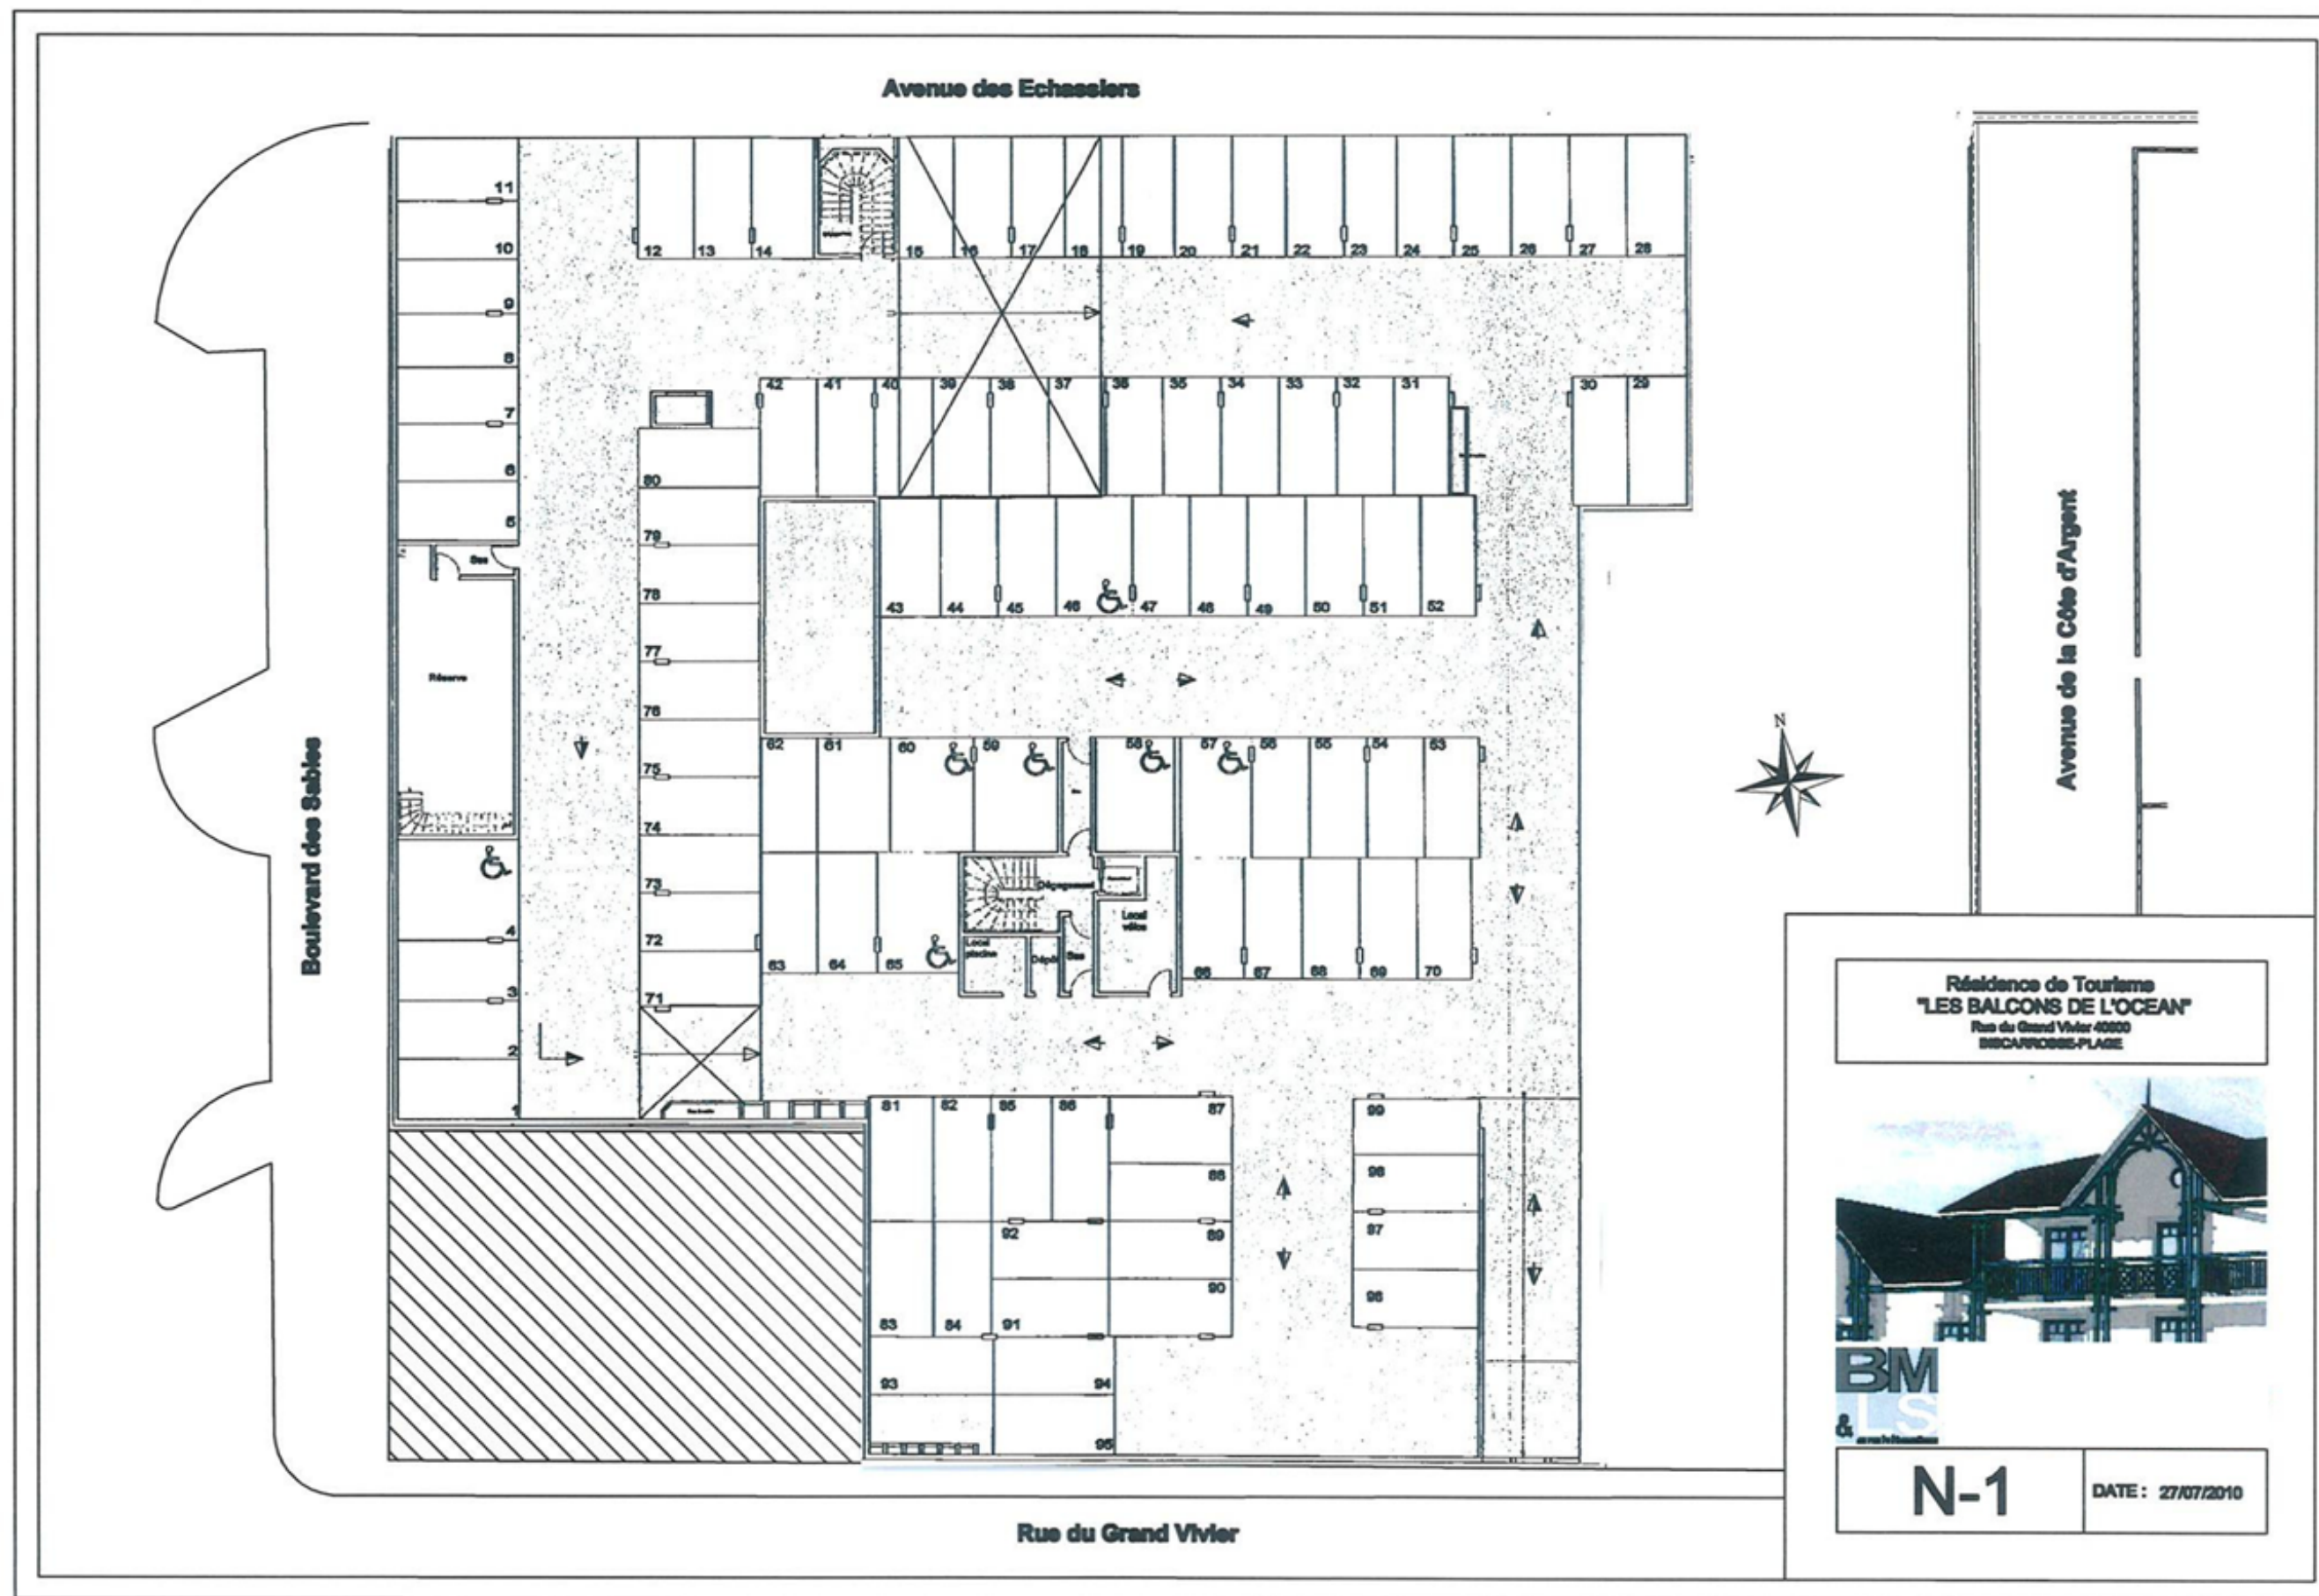 Avenue des Echassiers
11
10
9
8
7
6
5
12 13 14 15 16 17 18 19 20 21 22 23 24 25 26 27 28
42 41 40 39 38 37 36 35 34 33 32 31 30 29
80
79
78
77
76
75
74
73
72
71
Sas
Réserve
43 44 45 46 47 48 49 50 51 52
62 61 60 59 58 57 56 55 54 53
Dégagement
Local
vélos
Local
piscine
Dépôt
Sas
63 64 65 66 67 68 69 70
4
3
2
1
81 82 85 86 87
88
92 89
90
83 84 91
93 94
95
99
98
97
96
N
Boulevard des Sables
Avenue de la Côte d'Argent
Rue du Grand Vivier
Résidence de Tourisme
"LES BALCONS DE L'OCEAN"
Rue du Grand Vivier 40600
BISCARROSSE-PLAGE
BM
& LS
N-1
DATE : 27/07/2010